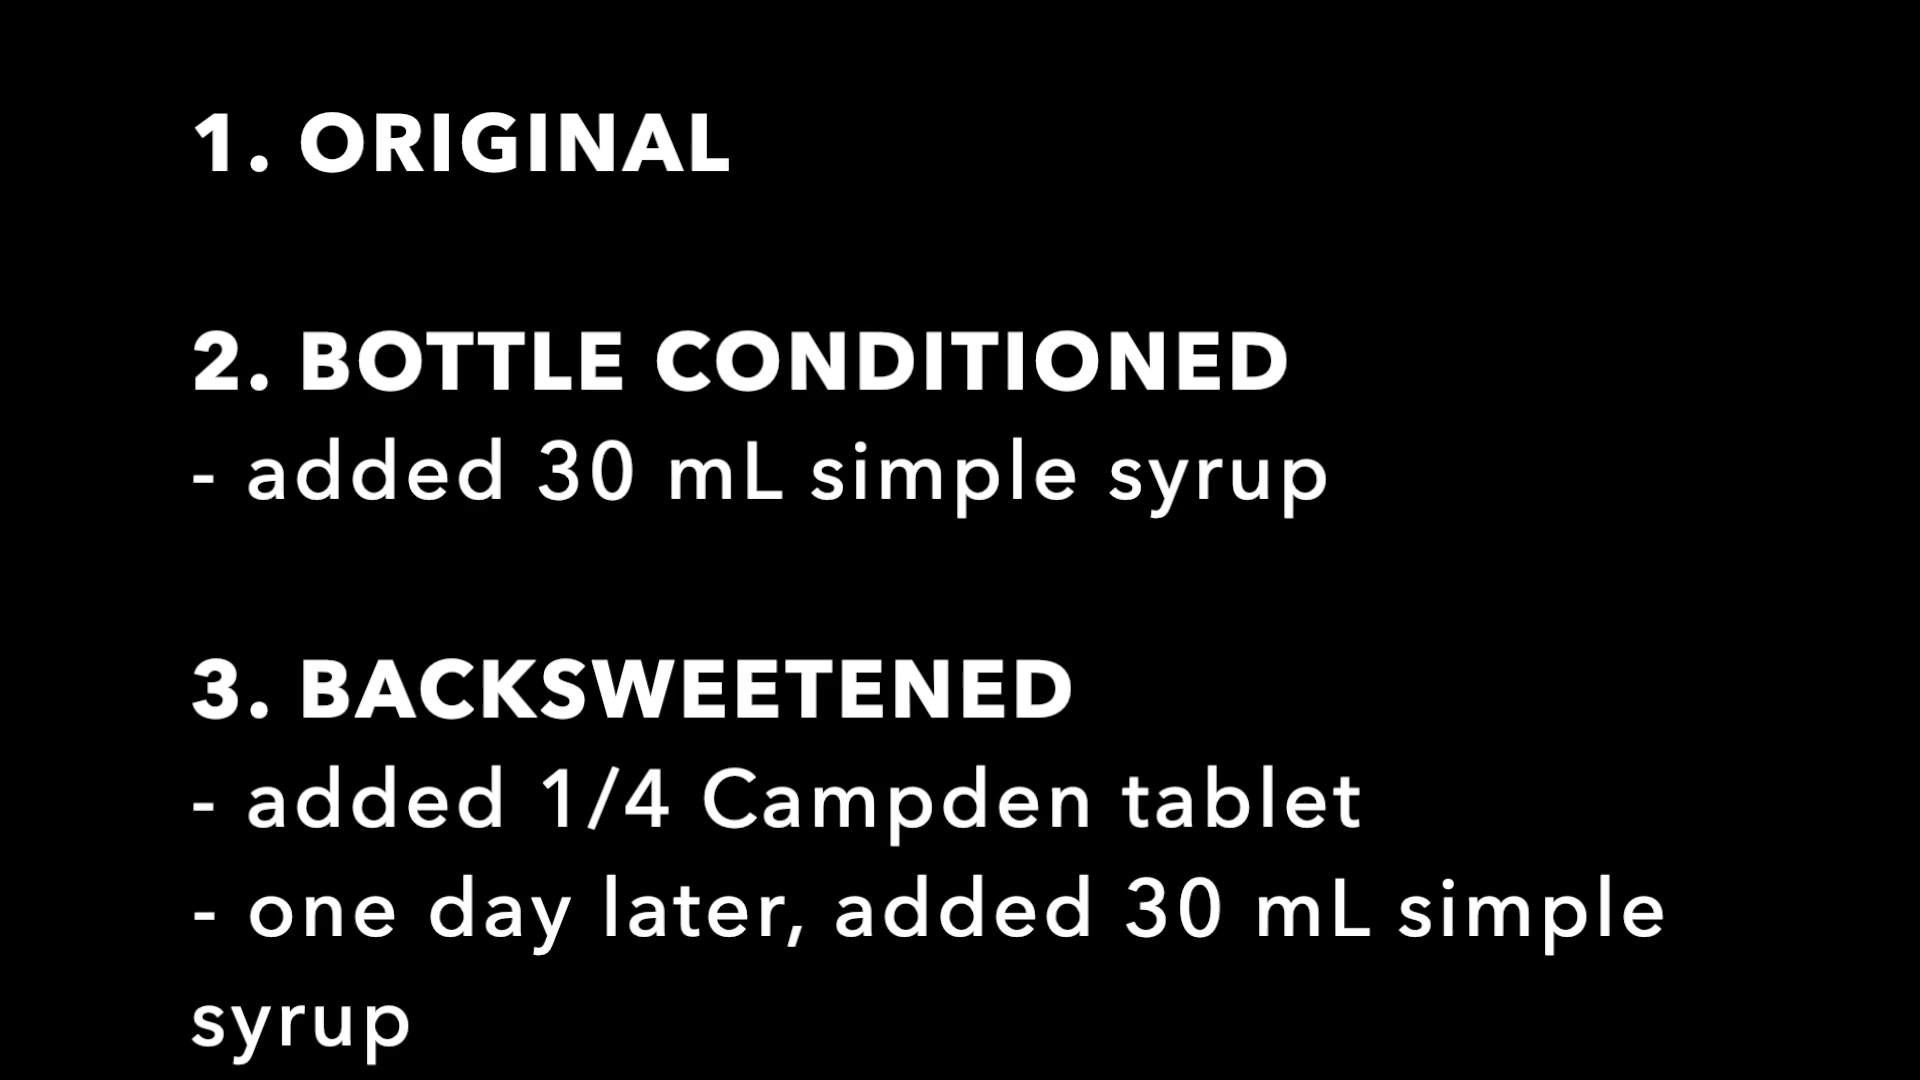 1. ORIGINAL
2. BOTTLE CONDITIONED
- added 30 mL simple syrup
3. BACKSWEETENED
- added 1/4 Campden tablet
- one day later, added 30 mL simple
syrup